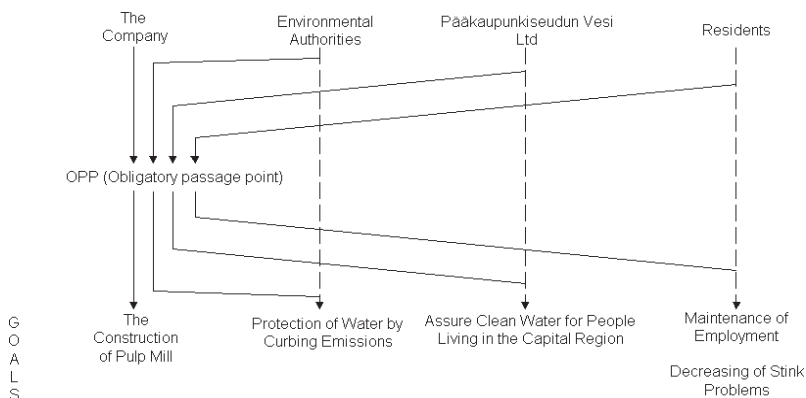 The
Company
Environmental
Authorities
Pääkaupunkiseudun Vesi
Ltd
Residents
OPP (Obligatory passage point)
G
O
A
L
S
The
Construction
of Pulp Mill
Protection of Water by
Curbing Emissions
Assure Clean Water for People
Living in the Capital Region
Maintenance of
Employment
Decreasing of Stink
Problems